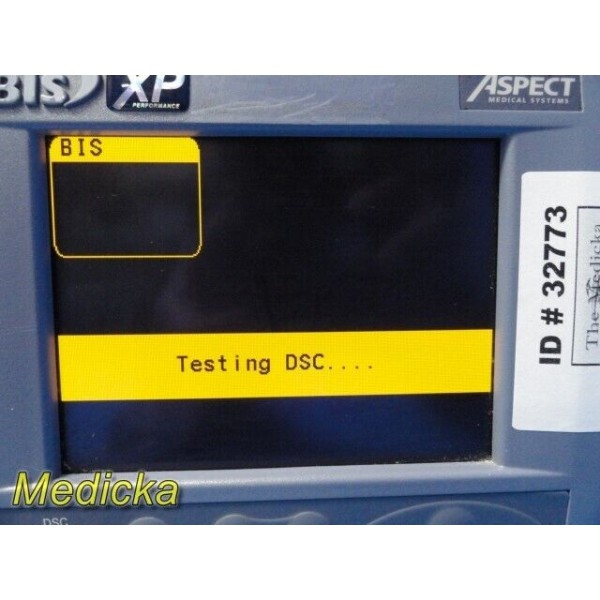 BIS XP
PERFORMANCE
ASPECT
MEDICAL SYSTEMS
BIS
Testing DSC....
ID # 32773
The Medicka
Medicka
DSC